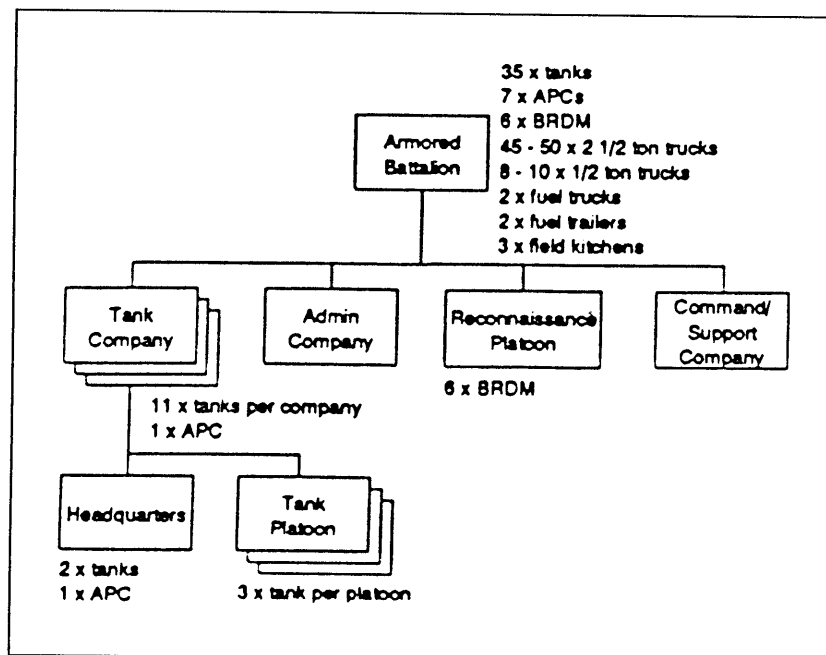 35 x tanks
7 x APCs
6 x BRDM
45 - 50 x 2 1/2 ton trucks
8 - 10 x 1/2 ton trucks
2 x fuel trucks
2 x fuel trailers
3 x field kitchens
Armored
Battalion
Tank
Company
Admin
Company
Reconnaissance
Platoon
Command/
Support
Company
11 x tanks per company
1 x APC
6 x BRDM
Headquarters
Tank
Platoon
2 x tanks
1 x APC
3 x tank per platoon